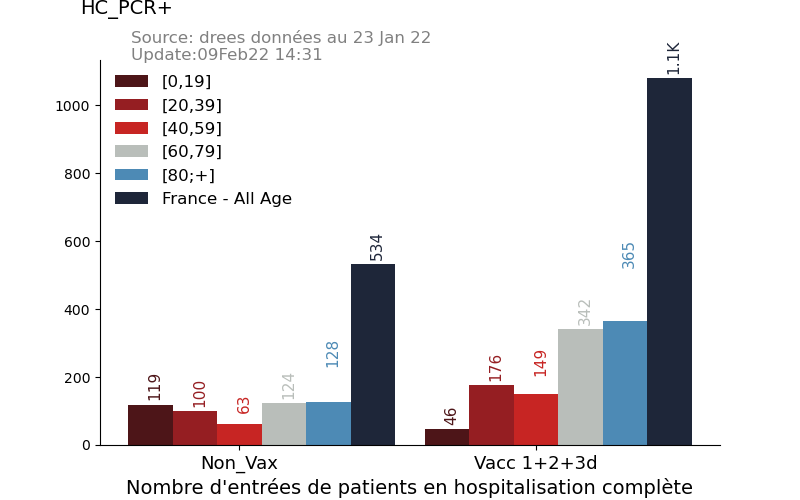 HC_PCR+
Source: drees données au 23 Jan 22
Update:09Feb22 14:31
[0,19]
[20,39]
[40,59]
[60,79]
[80;+]
France - All Age
1000
800
600
400
200
0
119
100
63
124
128
534
46
176
149
342
365
1.1K
Non_Vax
Vacc 1+2+3d
Nombre d'entrées de patients en hospitalisation complète